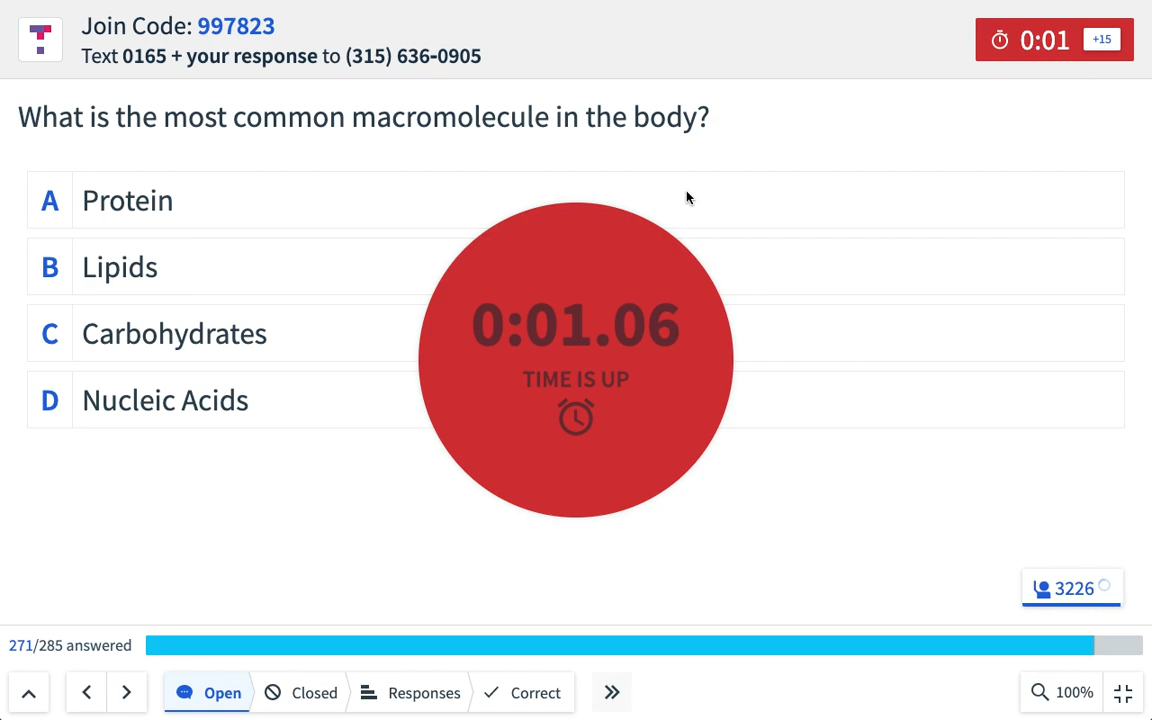 Join Code: 997823
Text 0165 + your response to (315) 636-0905
0:01 +15
What is the most common macromolecule in the body?
A Protein
B Lipids
C Carbohydrates
D Nucleic Acids
0:01.06
TIME IS UP
3226
271/285 answered
Open Closed Responses Correct 100%